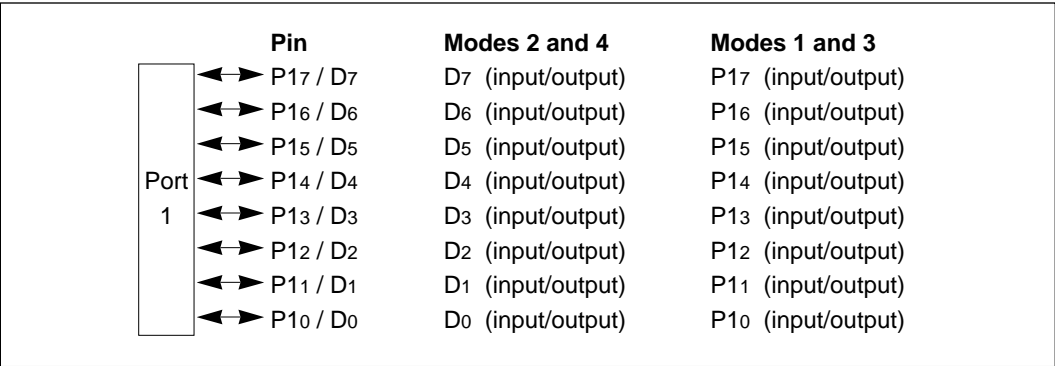 Pin Modes 2 and 4 Modes 1 and 3
P17 / D7 D7 (input/output) P17 (input/output)
P16 / D6 D6 (input/output) P16 (input/output)
P15 / D5 D5 (input/output) P15 (input/output)
Port P14 / D4 D4 (input/output) P14 (input/output)
1 P13 / D3 D3 (input/output) P13 (input/output)
P12 / D2 D2 (input/output) P12 (input/output)
P11 / D1 D1 (input/output) P11 (input/output)
P10 / D0 D0 (input/output) P10 (input/output)